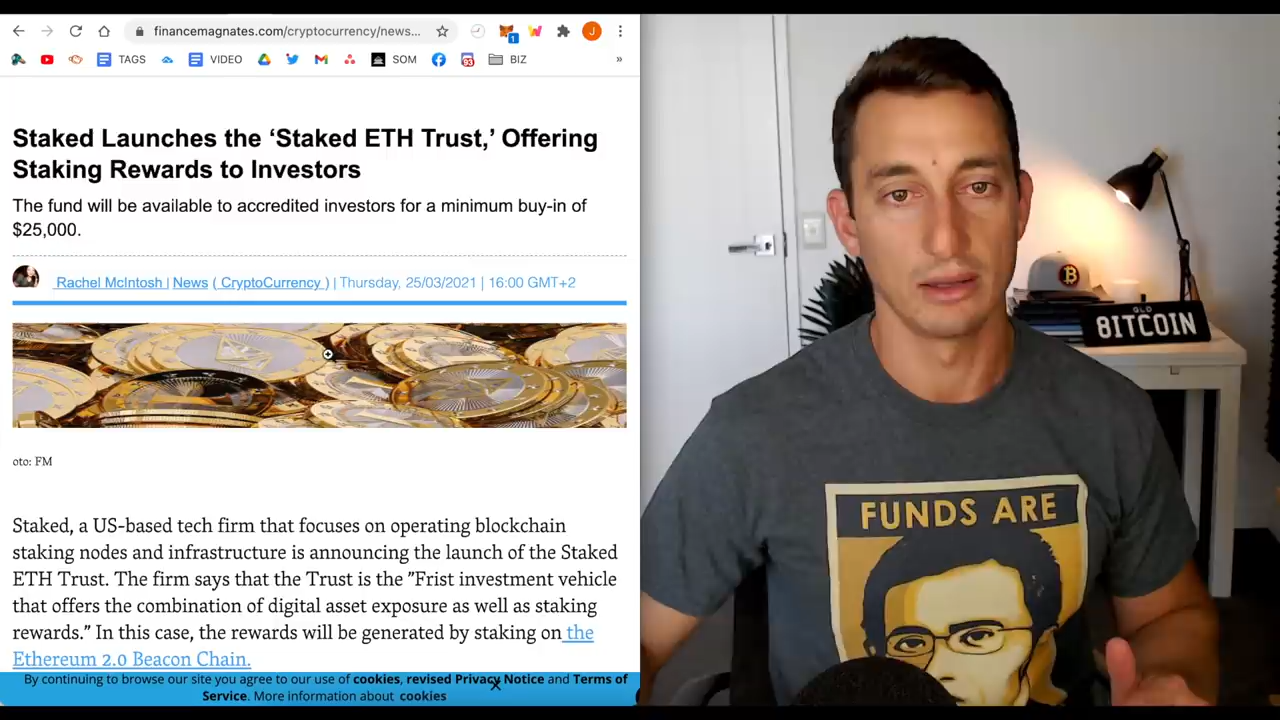 financemagnates.com/cryptocurrency/news...
1
J
TAGS
VIDEO
SOM
93
BIZ
»
Staked Launches the ‘Staked ETH Trust,’ Offering
Staking Rewards to Investors
The fund will be available to accredited investors for a minimum buy-in of
$25,000.
Rachel McIntosh | News ( CryptoCurrency ) | Thursday, 25/03/2021 | 16:00 GMT+2
oto: FM
Staked, a US-based tech firm that focuses on operating blockchain
staking nodes and infrastructure is announcing the launch of the Staked
ETH Trust. The firm says that the Trust is the ”Frist investment vehicle
that offers the combination of digital asset exposure as well as staking
rewards.” In this case, the rewards will be generated by staking on the
Ethereum 2.0 Beacon Chain.
By continuing to browse our site you agree to our use of cookies, revised Privacy Notice and Terms of
Service. More information about cookies
X
B
QLD
8ITCOIN
FUNDS ARE